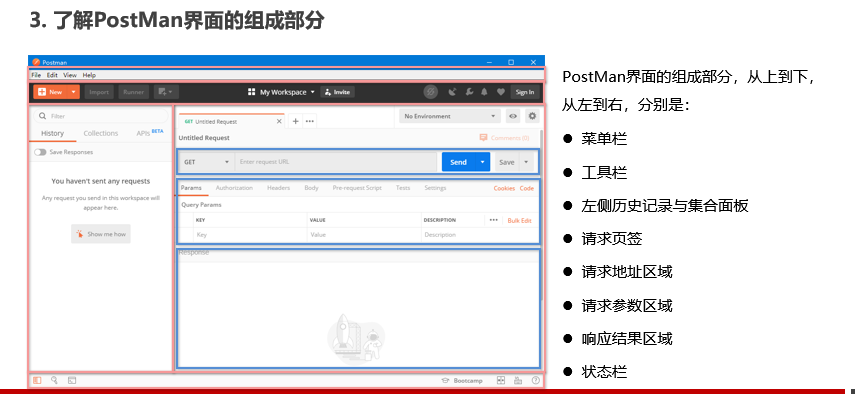 3. 了解PostMan界面的组成部分
Postman
File Edit View Help
New Import Runner My Workspace Invite Sign In
Filter
History Collections APIs BETA
Save Responses
You haven't sent any requests
Any request you send in this workspace will
appear here.
Show me how
GET Untitled Request
No Environment
Untitled Request
Comments (0)
GET Enter request URL Send Save
Params Authorization Headers Body Pre-request Script Tests Settings Cookies Code
Query Params
KEY VALUE DESCRIPTION Bulk Edit
Key Value Description
Response
Bootcamp
PostMan界面的组成部分，从上到下，
从左到右，分别是：
● 菜单栏
● 工具栏
● 左侧历史记录与集合面板
● 请求页签
● 请求地址区域
● 请求参数区域
● 响应结果区域
● 状态栏